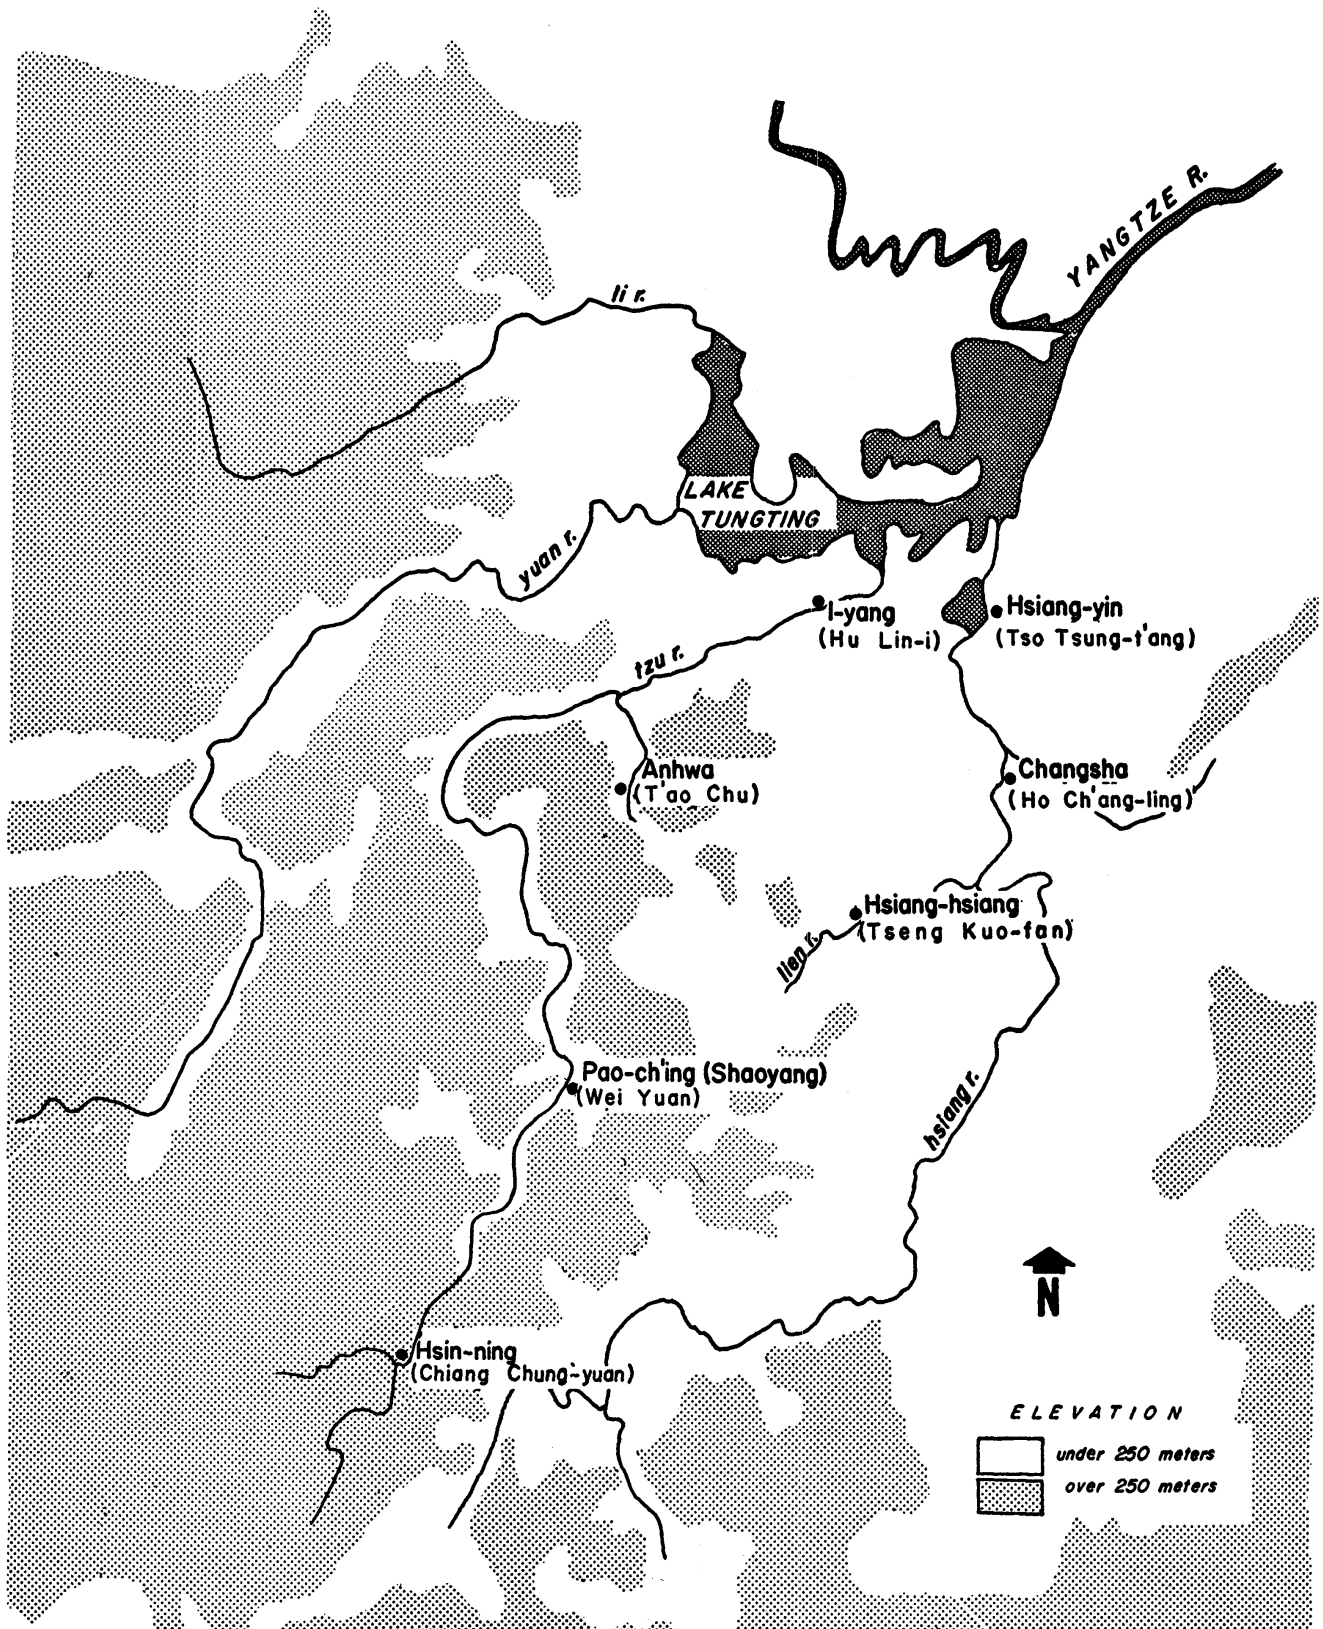 YANGTZE R.
li r.
LAKE
TUNGTING
yuan r.
I-yang
(Hu Lin-i)
Hsiang-yin
(Tso Tsung-t'ang)
tzu r.
Anhwa
(T'ao Chu)
Changsha
(Ho Ch'ang-ling)
Hsiang-hsiang
(Tseng Kuo-fan)
lien r.
Pao-ch'ing (Shaoyang)
(Wei Yuan)
hsiang r.
N
Hsin-ning
(Chiang Chung-yuan)
ELEVATION
under 250 meters
over 250 meters